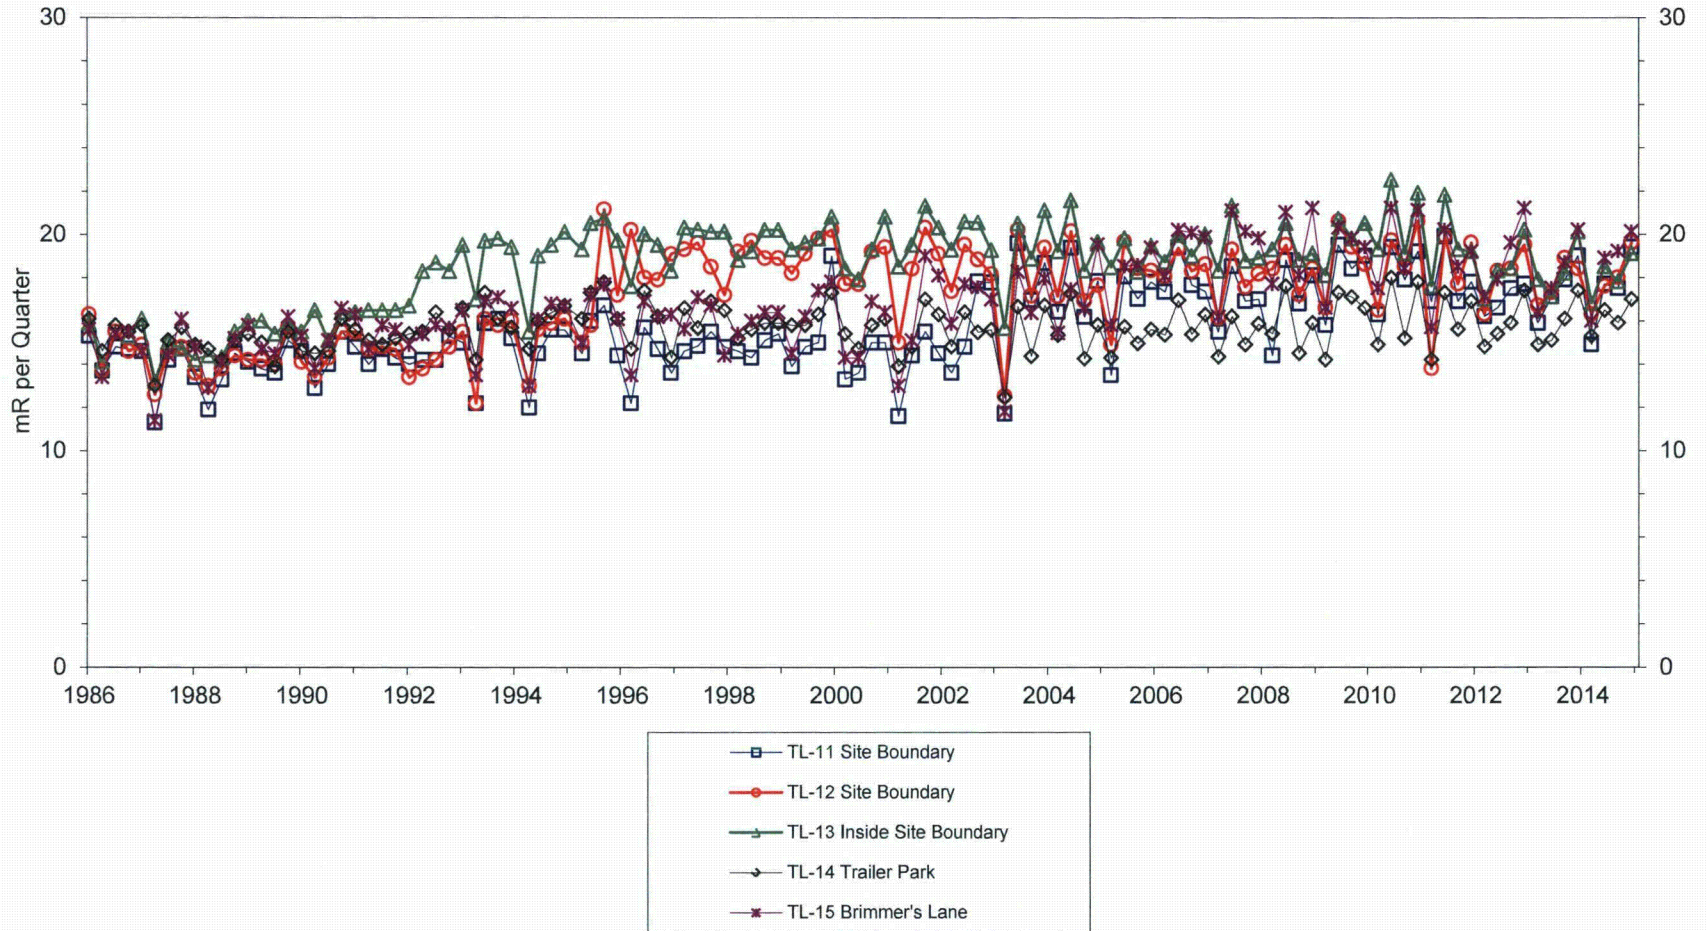 30 30
20 20
mR per Quarter
10 10
0 0
1986 1988 1990 1992 1994 1996 1998 2000 2002 2004 2006 2008 2010 2012 2014
TL-11 Site Boundary
TL-12 Site Boundary
TL-13 Inside Site Boundary
TL-14 Trailer Park
TL-15 Brimmer's Lane